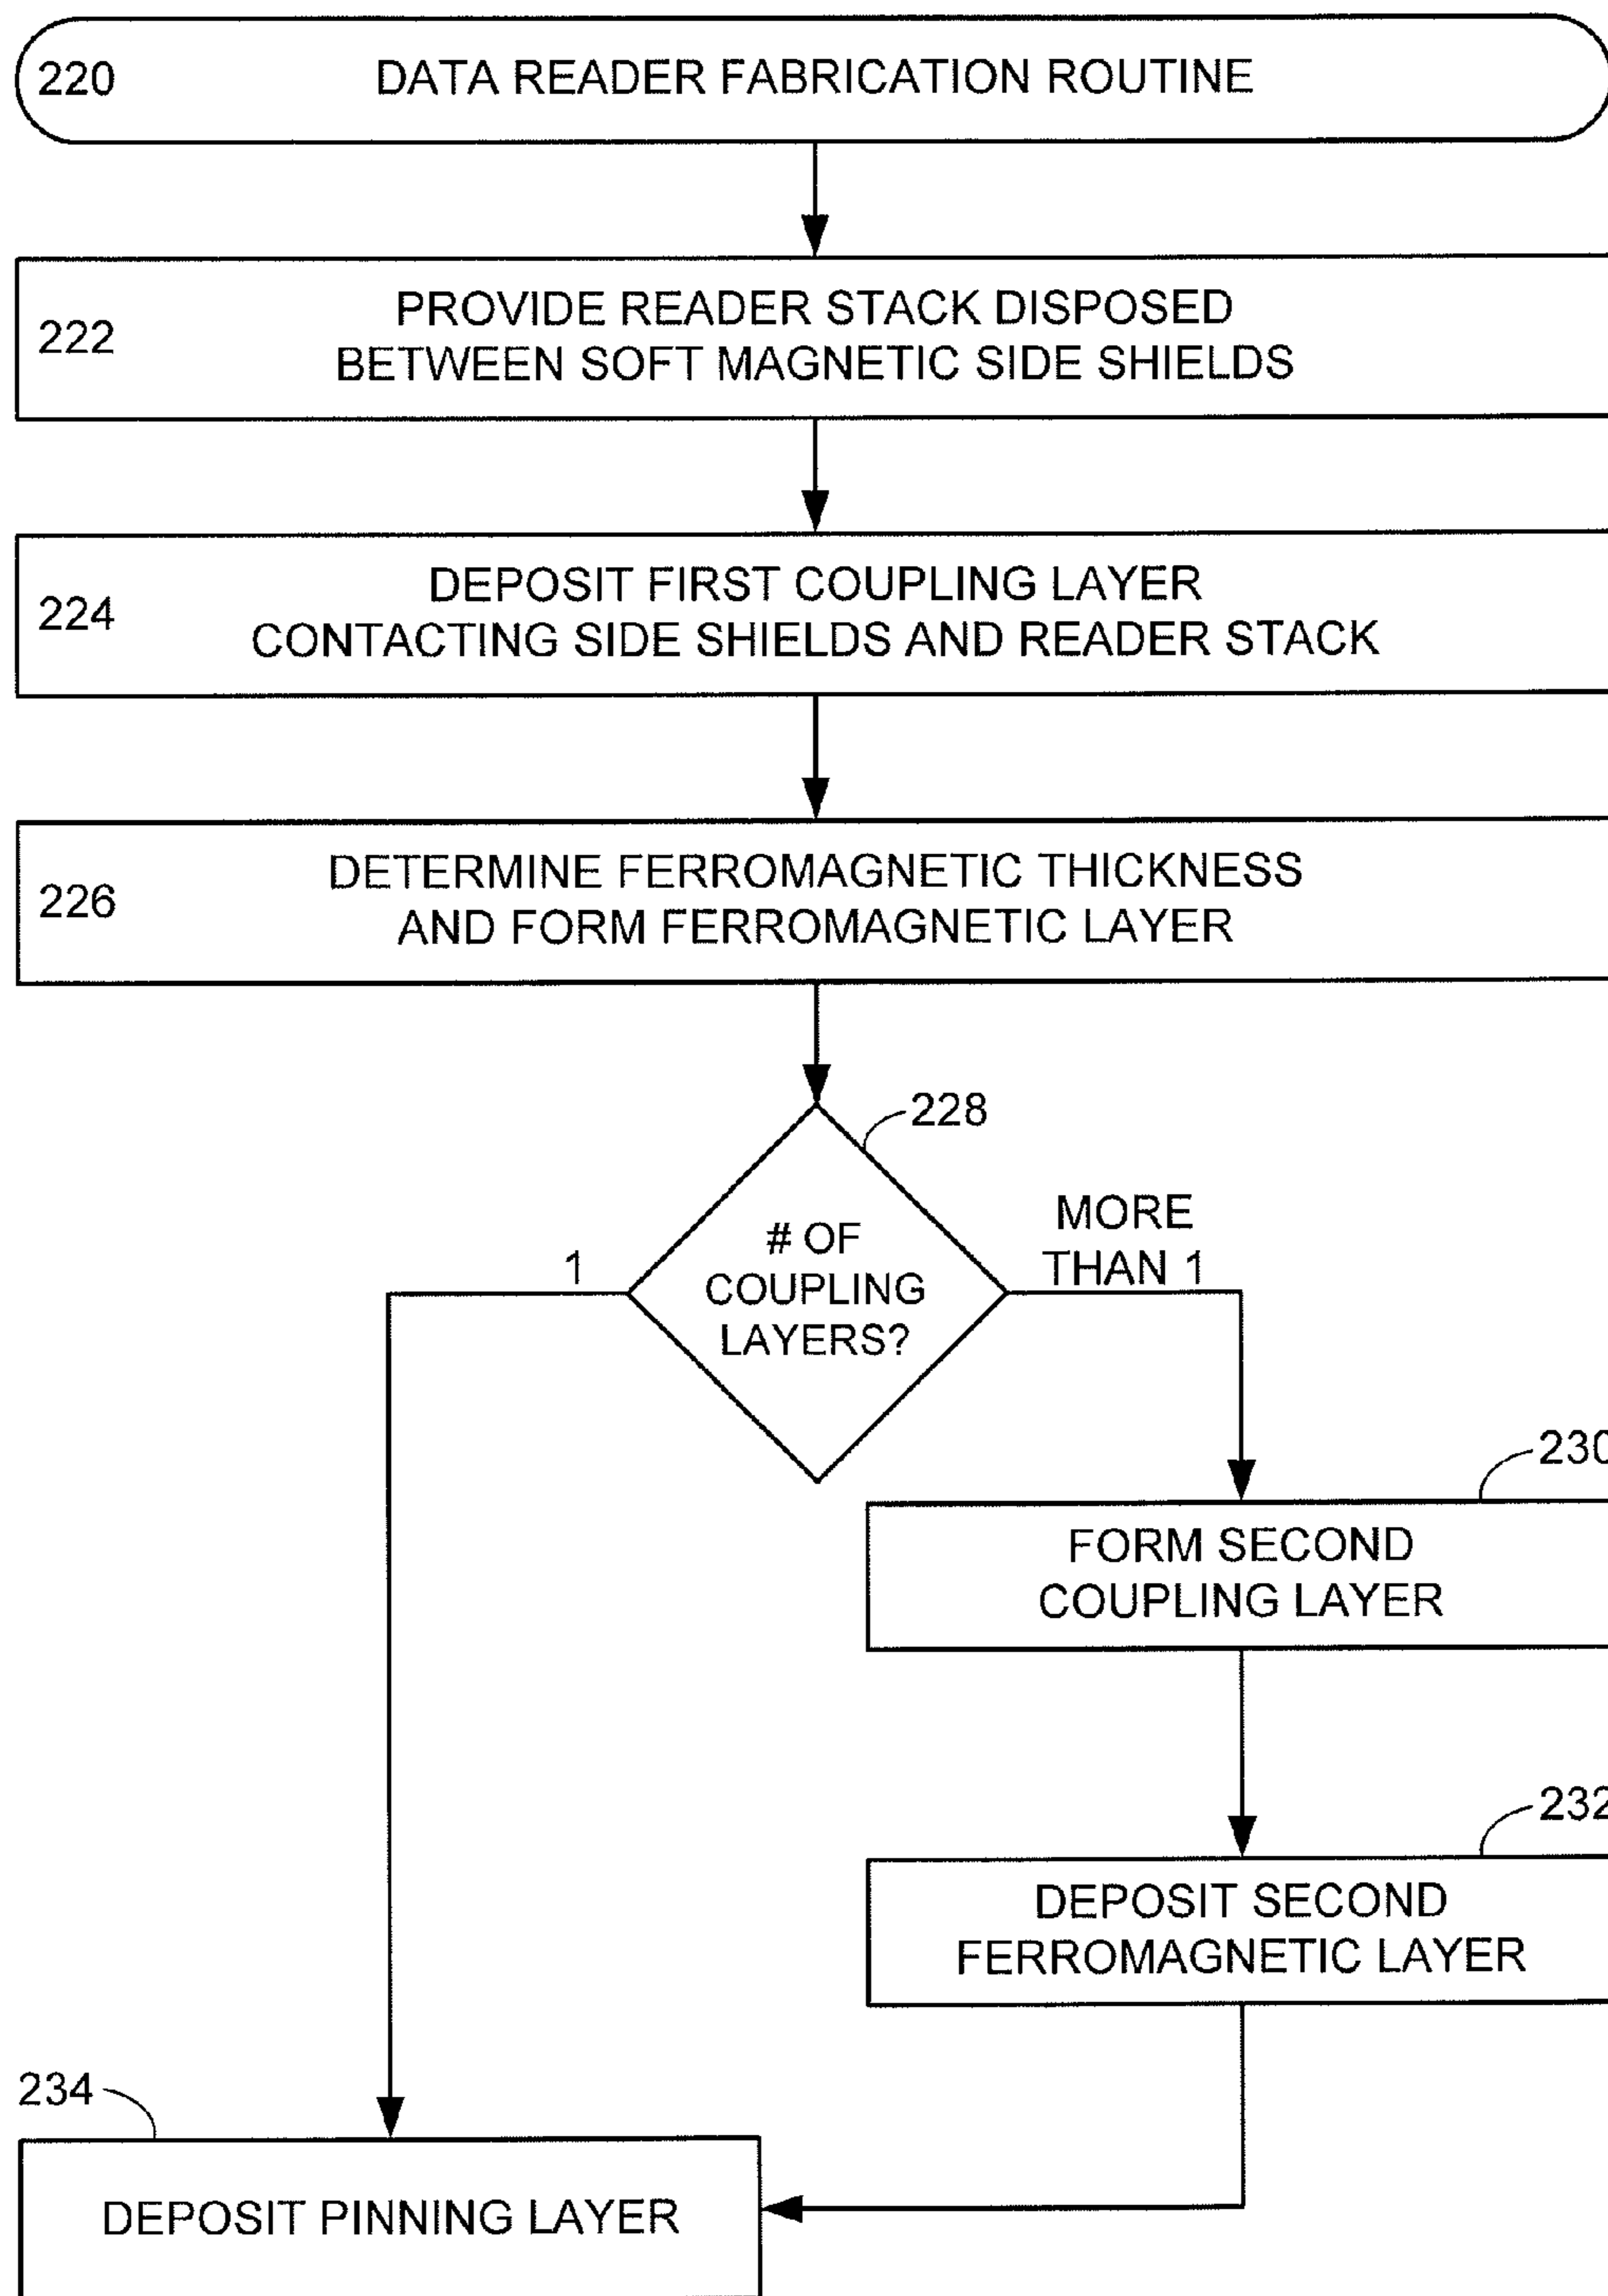 220
DATA READER FABRICATION ROUTINE
222
PROVIDE READER STACK DISPOSED
BETWEEN SOFT MAGNETIC SIDE SHIELDS
224
DEPOSIT FIRST COUPLING LAYER
CONTACTING SIDE SHIELDS AND READER STACK
226
DETERMINE FERROMAGNETIC THICKNESS
AND FORM FERROMAGNETIC LAYER
228
# OF
COUPLING
LAYERS?
1
MORE
THAN 1
230
FORM SECOND
COUPLING LAYER
232
DEPOSIT SECOND
FERROMAGNETIC LAYER
234
DEPOSIT PINNING LAYER